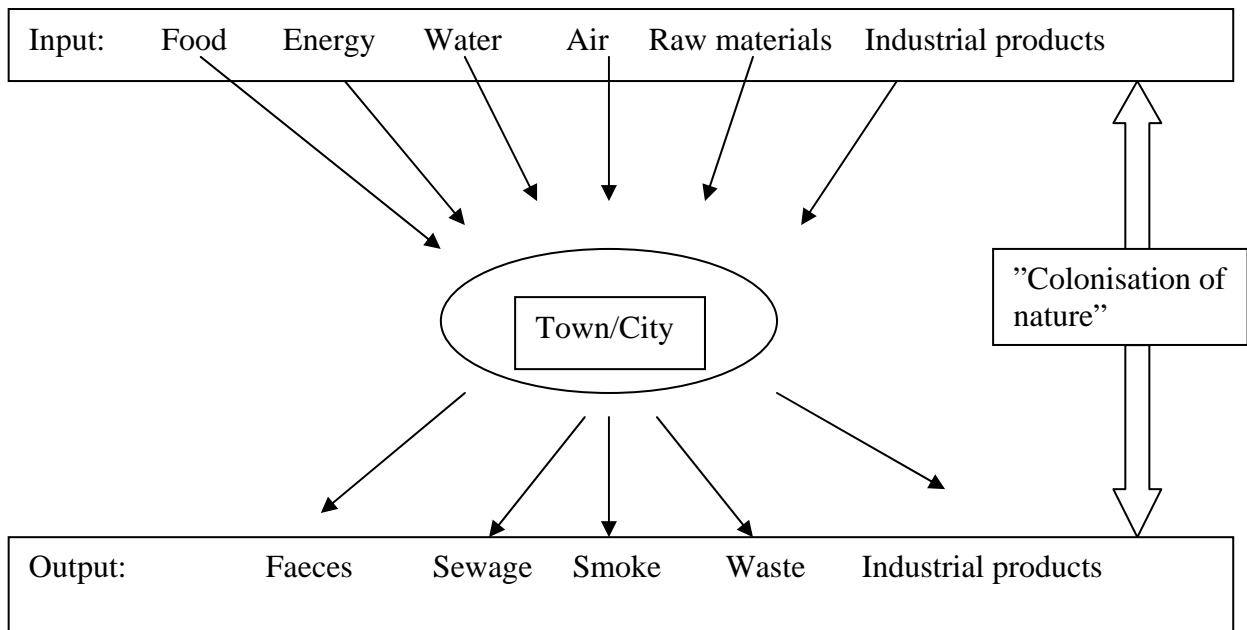 Input: Food Energy Water Air Raw materials Industrial products
”Colonisation of
nature”
Town/City
Output: Faeces Sewage Smoke Waste Industrial products